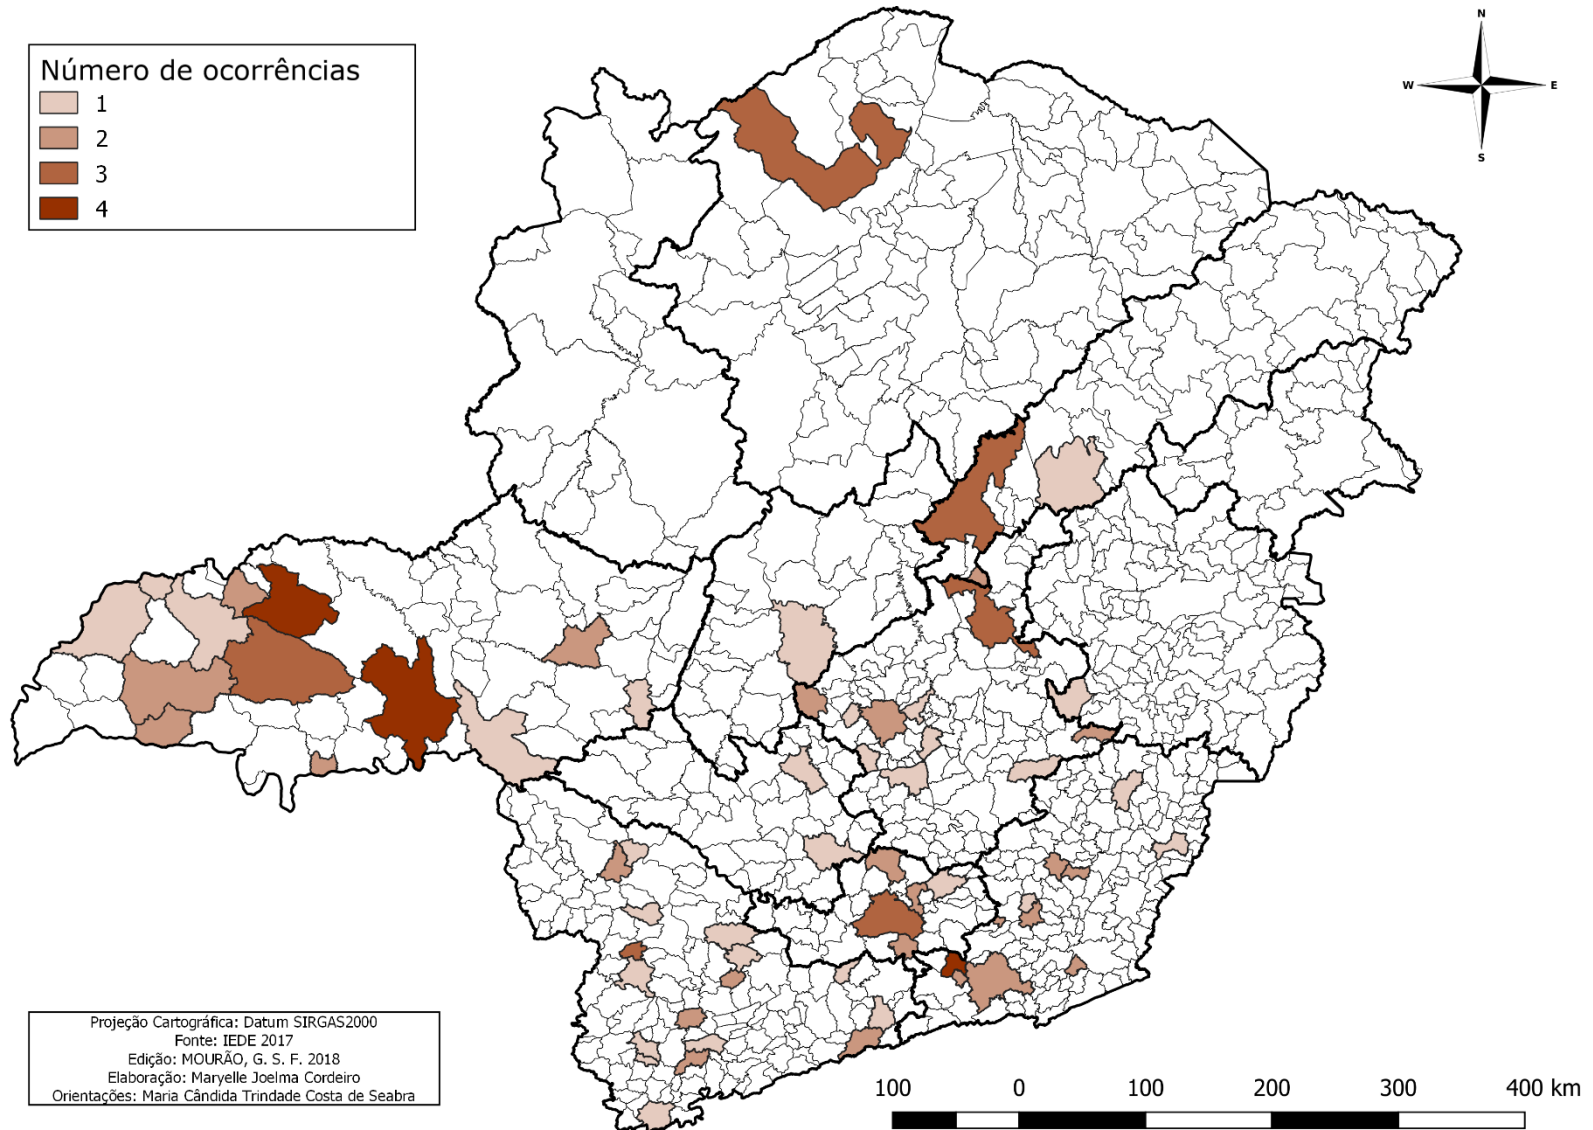 Número de ocorrências
1
2
3
4
N
W
E
S
Projeção Cartográfica: Datum SIRGAS2000
Fonte: IEDE 2017
Edição: MOURÃO, G. S. F. 2018
Elaboração: Maryelle Joelma Cordeiro
Orientações: Maria Cândida Trindade Costa de Seabra
100 0 100 200 300 400 km